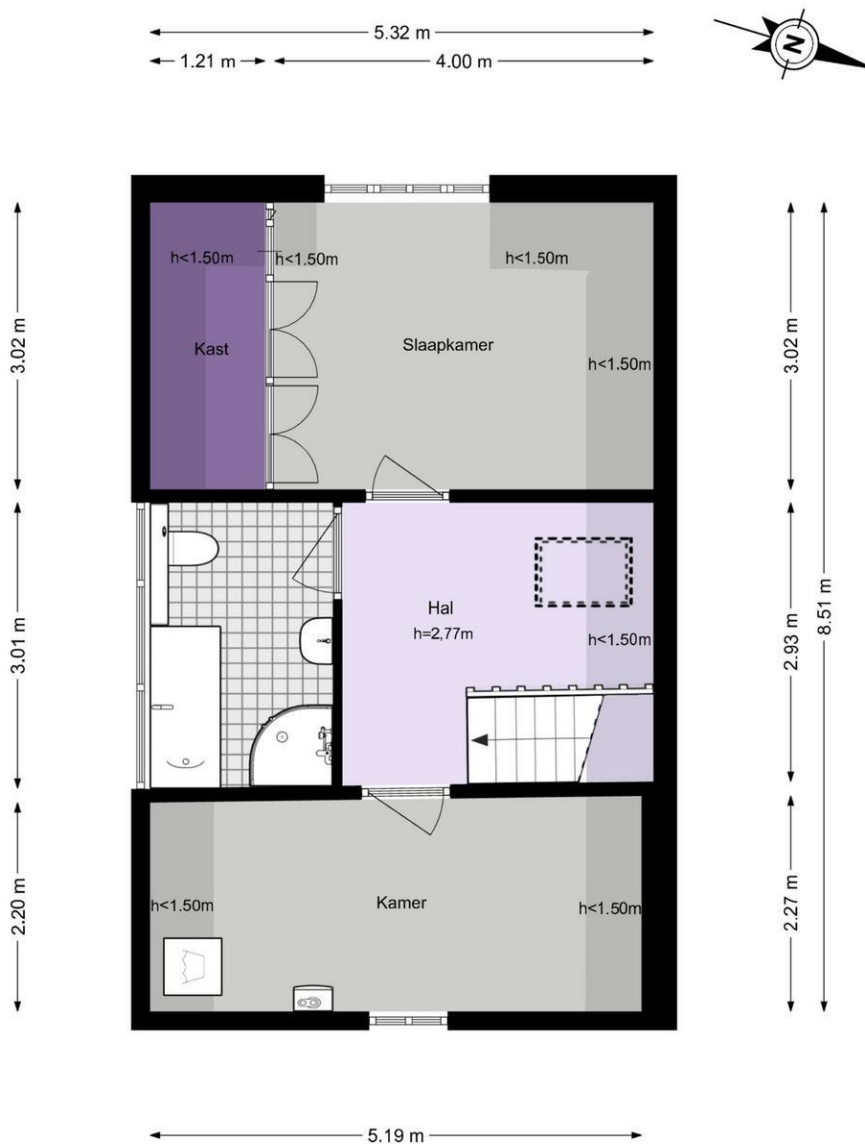 5.32 m
1.21 m
4.00 m
N
h<1.50m
h<1.50m
h<1.50m
3.02 m
Kast
Slaapkamer
h<1.50m
3.02 m
3.01 m
Hal
h=2,77m
h<1.50m
2.93 m
8.51 m
2.20 m
h<1.50m
Kamer
h<1.50m
2.27 m
5.19 m